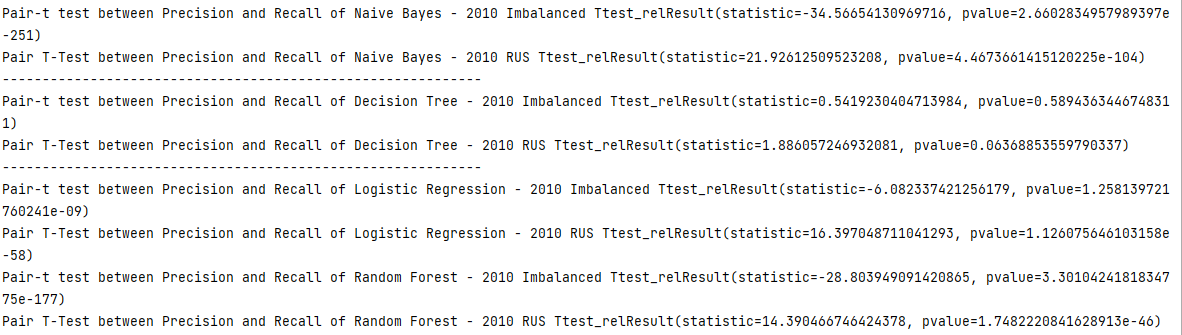 Pair-t test between Precision and Recall of Naive Bayes - 2010 Imbalanced Ttest_relResult(statistic=-34.56654130969716, pvalue=2.6602834957989397e
-251)
Pair T-Test between Precision and Recall of Naive Bayes - 2010 RUS Ttest_relResult(statistic=21.92612509523208, pvalue=4.4673661415120225e-104)
------------------------------------------------------------
Pair-t test between Precision and Recall of Decision Tree - 2010 Imbalanced Ttest_relResult(statistic=0.5419230404713984, pvalue=0.589436344674831
1)
Pair T-Test between Precision and Recall of Decision Tree - 2010 RUS Ttest_relResult(statistic=1.886057246932081, pvalue=0.06368853559790337)
------------------------------------------------------------
Pair-t test between Precision and Recall of Logistic Regression - 2010 Imbalanced Ttest_relResult(statistic=-6.082337421256179, pvalue=1.258139721
760241e-09)
Pair T-Test between Precision and Recall of Logistic Regression - 2010 RUS Ttest_relResult(statistic=16.397048711041293, pvalue=1.126075646103158e
-58)
Pair-t test between Precision and Recall of Random Forest - 2010 Imbalanced Ttest_relResult(statistic=-28.803949091420865, pvalue=3.30104241818347
75e-177)
Pair T-Test between Precision and Recall of Random Forest - 2010 RUS Ttest_relResult(statistic=14.390466746424378, pvalue=1.7482220841628913e-46)